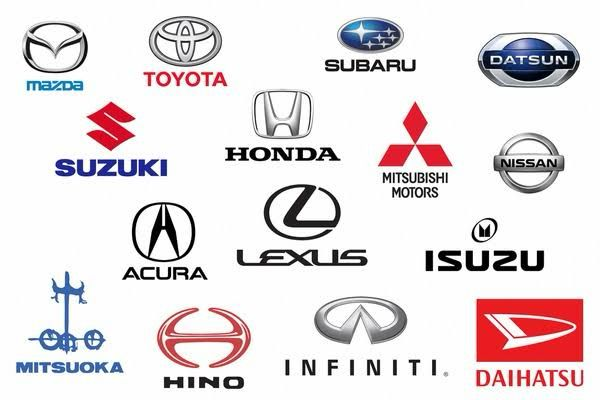 mazda
TOYOTA
SUBARU
DATSUN
SUZUKI
HONDA
MITSUBISHI
MOTORS
NISSAN
ACURA
LEXUS
ISUZU
MITSUOKA
HINO
INFINITI®
DAIHATSU